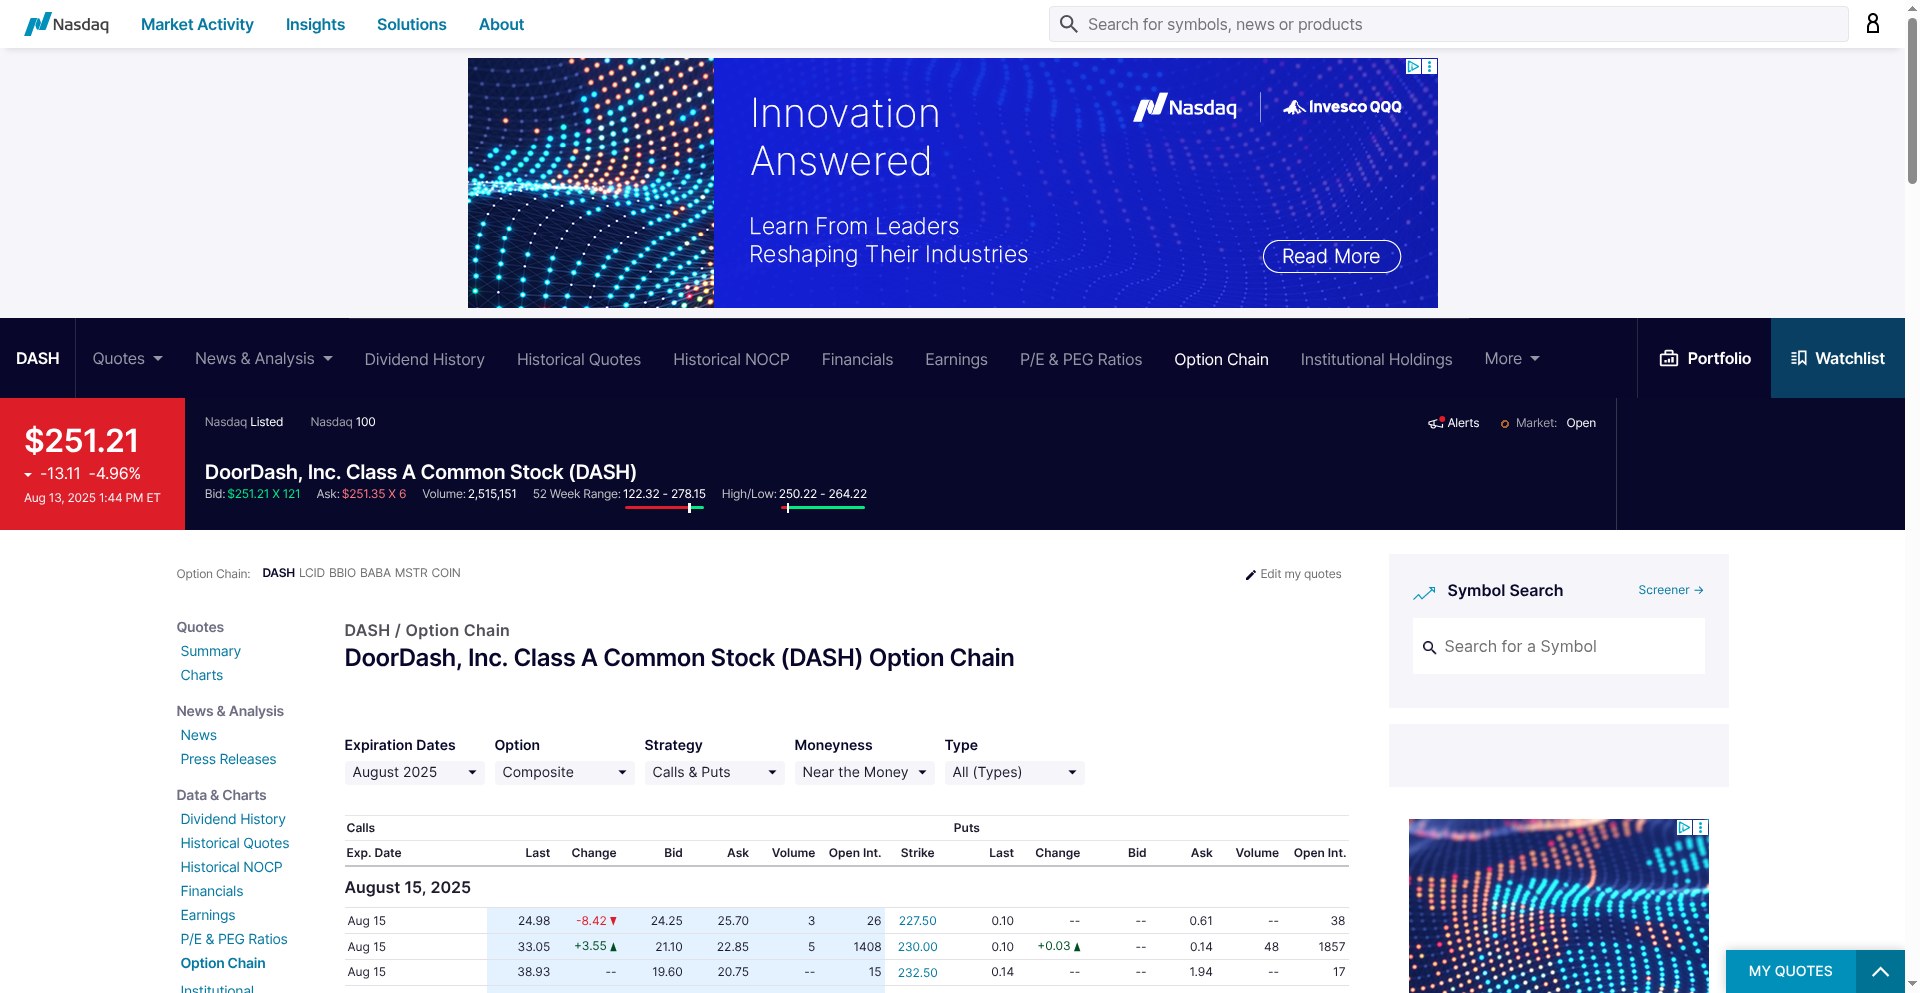 Nasdaq Market Activity Insights Solutions About Search for symbols, news or products
Innovation
Answered
Nasdaq Invesco QQQ
Learn From Leaders
Reshaping Their Industries
Read More
DASH Quotes News & Analysis Dividend History Historical Quotes Historical NOCP Financials Earnings P/E & PEG Ratios Option Chain Institutional Holdings More Portfolio Watchlist
$251.21
-13.11 -4.96%
Aug 13, 2025 1:44 PM ET
Nasdaq Listed Nasdaq 100
Alerts Market: Open
DoorDash, Inc. Class A Common Stock (DASH)
Bid: $251.21 X 121 Ask: $251.35 X 6 Volume: 2,515,151 52 Week Range: 122.32 - 278.15 High/Low: 250.22 - 264.22
Option Chain: DASH LCID BBIO BABA MSTR COIN
Edit my quotes
Quotes
Summary
Charts
News & Analysis
News
Press Releases
Data & Charts
Dividend History
Historical Quotes
Historical NOCP
Financials
Earnings
P/E & PEG Ratios
Option Chain
Institutional
DASH / Option Chain
DoorDash, Inc. Class A Common Stock (DASH) Option Chain
Expiration Dates Option Strategy Moneyness Type
August 2025 Composite Calls & Puts Near the Money All (Types)
Calls Puts
Exp. Date Last Change Bid Ask Volume Open Int. Strike Last Change Bid Ask Volume Open Int.
August 15, 2025
Aug 15 24.98 -8.42 ▼ 24.25 25.70 3 26 227.50 0.10 -- -- 0.61 -- 38
Aug 15 33.05 +3.55 ▲ 21.10 22.85 5 1408 230.00 0.10 +0.03 ▲ -- 0.14 48 1857
Aug 15 38.93 -- 19.60 20.75 -- 15 232.50 0.14 -- -- 1.94 -- 17
Symbol Search Screener →
Search for a Symbol
MY QUOTES